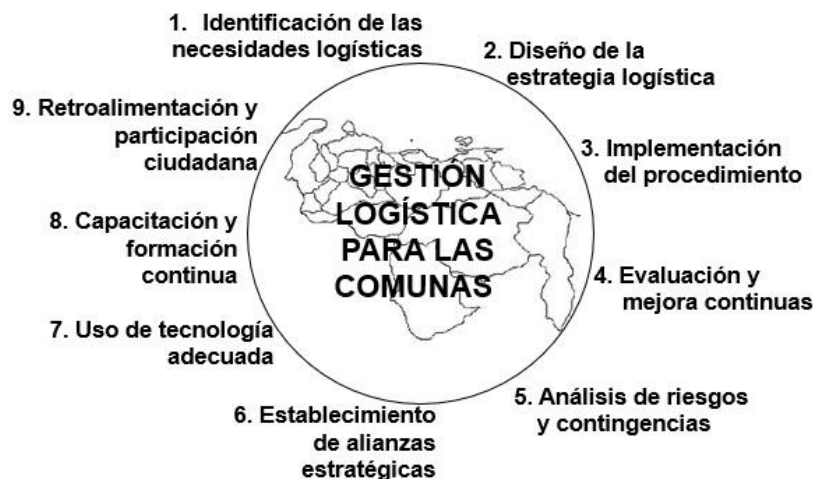 1. Identificación de las
necesidades logísticas
2. Diseño de la
estrategia logística
3. Implementación
del procedimiento
4. Evaluación y
mejora continuas
5. Análisis de riesgos
y contingencias
6. Establecimiento
de alianzas
estratégicas
7. Uso de tecnología
adecuada
8. Capacitación y
formación
continua
9. Retroalimentación y
participación
ciudadana
GESTIÓN
LOGÍSTICA
PARA LAS
COMUNAS